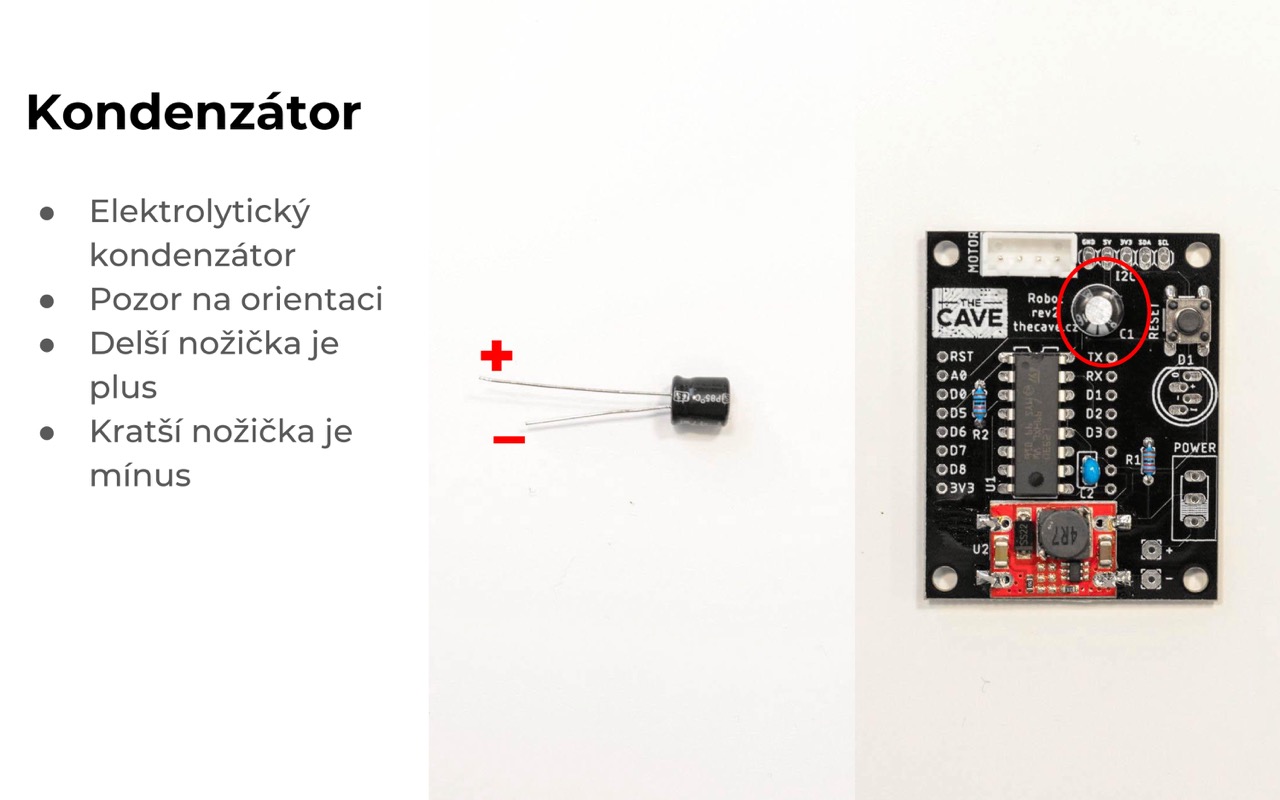 Kondenzátor
● Elektrolytický
kondenzátor
● Pozor na orientaci
● Delší nožička je
plus
● Kratší nožička je
mínus
+
–
MOTOR
GND 5V 3V3 SDA SCL
I2C
THE
CAVE
Robo
rev2
thecave.cz
C1
RESET
D1
RST
A0
D0
D5
D6
D7
D8
3V3
TX
RX
D1
D2
D3
R2
U1
C2
R1
POWER
U2
SS22
4R7
+
-